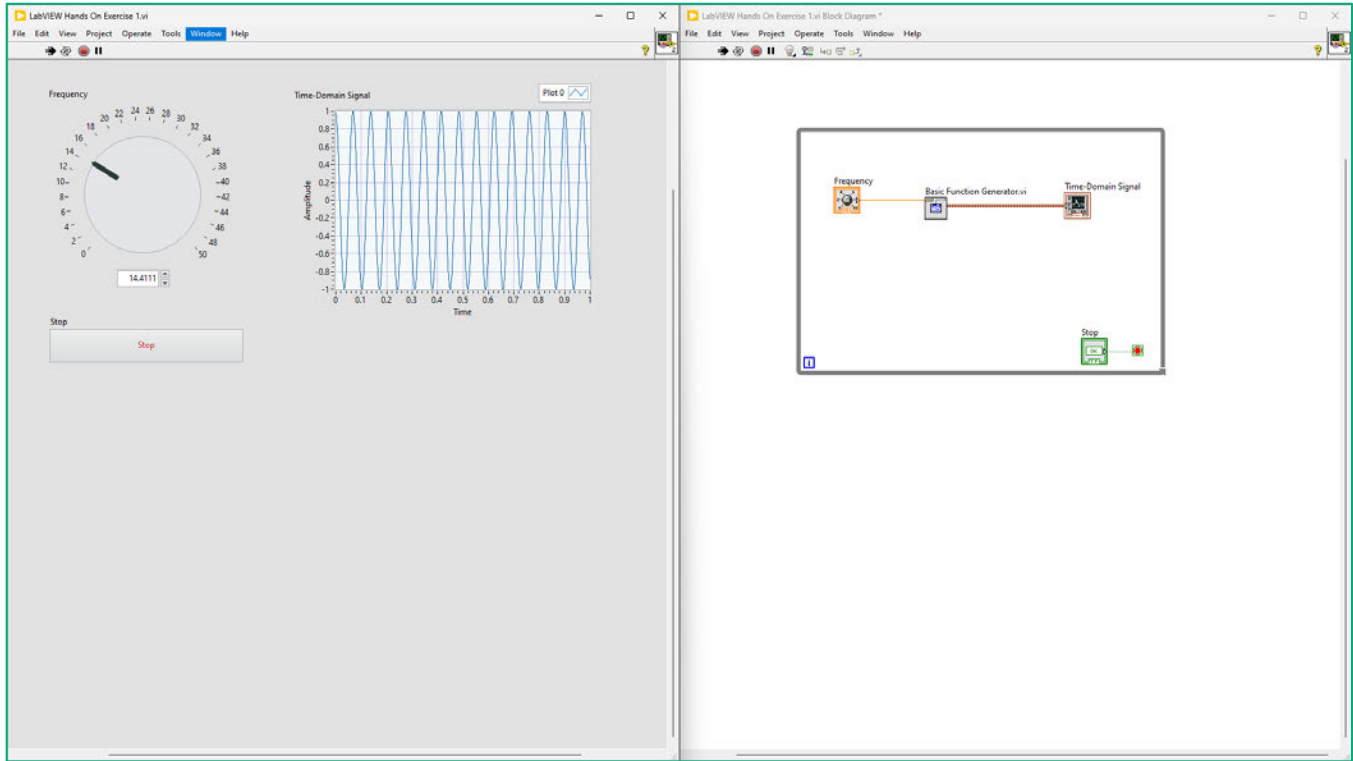 LabVIEW Hands On Exercise 1.vi
File Edit View Project Operate Tools Window Help
Frequency
0 2 4 6 8 10 12 14 16 18 20 22 24 26 28 30 32 34 36 38 40 42 44 46 48 50
14.4111
Stop
Stop
Time-Domain Signal
Plot 0
Amplitude
1
0.8
0.6
0.4
0.2
0
-0.2
-0.4
-0.6
-0.8
-1
0 0.1 0.2 0.3 0.4 0.5 0.6 0.7 0.8 0.9 1
Time
LabVIEW Hands On Exercise 1.vi Block Diagram *
File Edit View Project Operate Tools Window Help
Frequency
Basic Function Generator.vi
Time-Domain Signal
Stop
OK
i